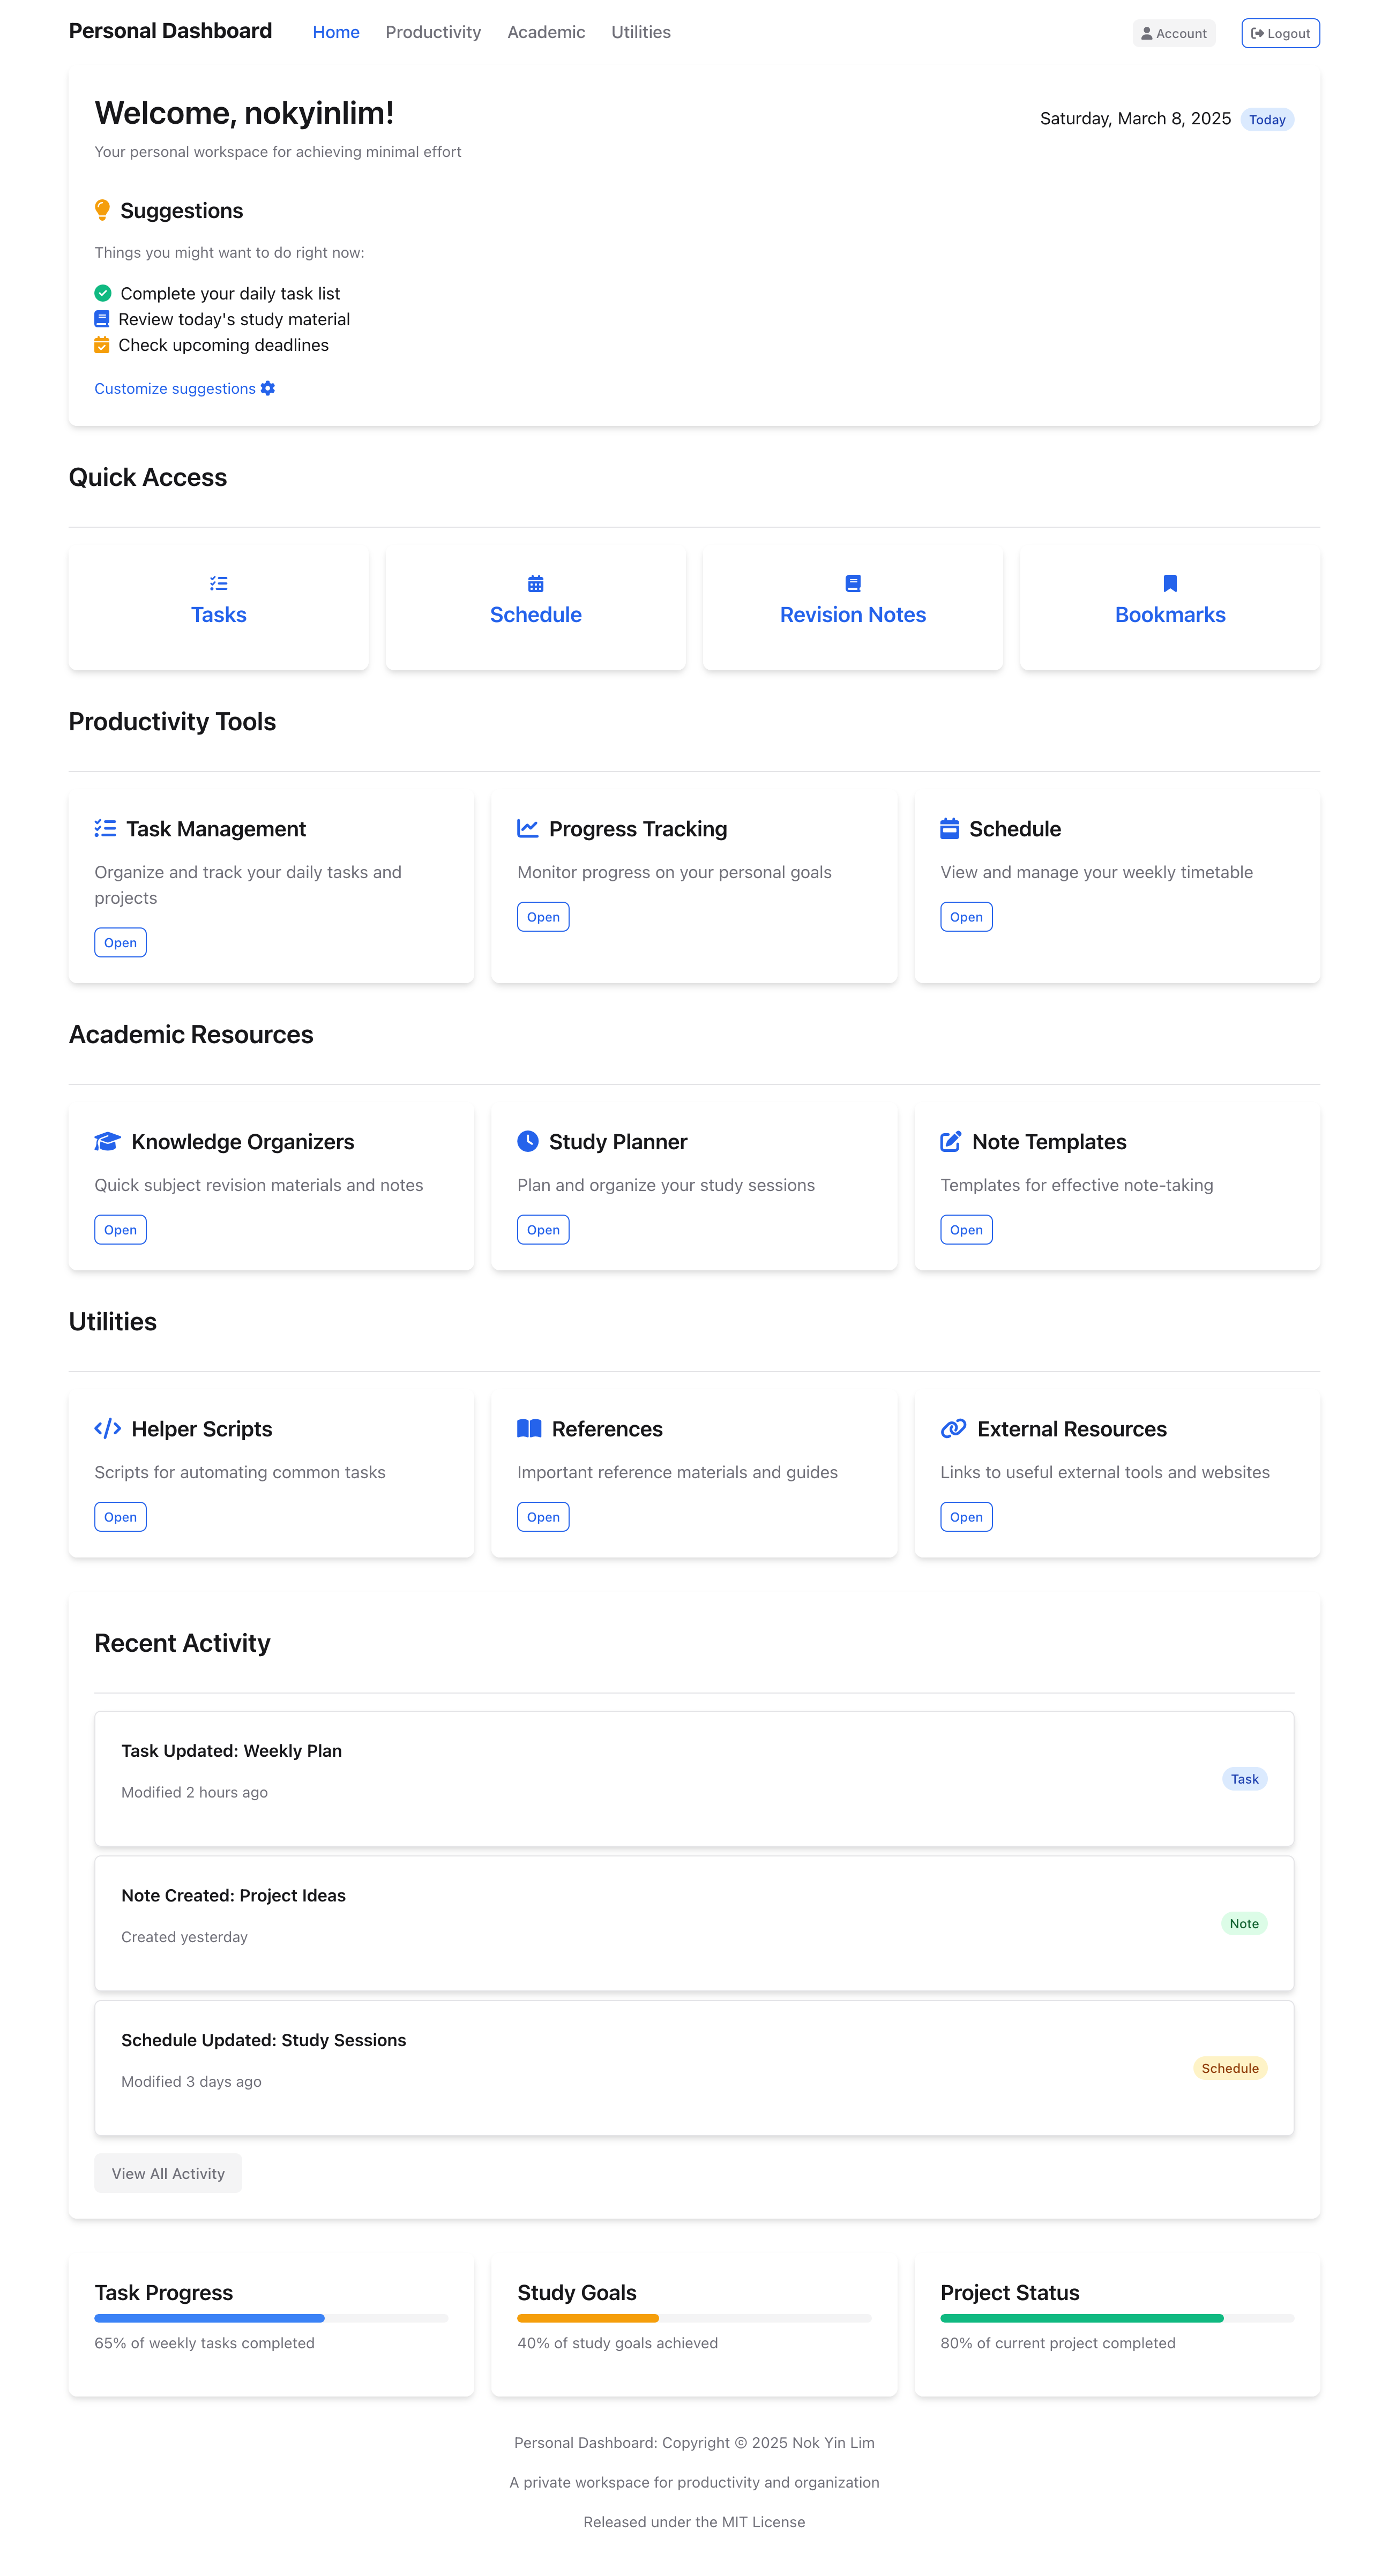 Personal Dashboard
Home
Productivity
Academic
Utilities
Account
Logout
Welcome, nokyinlim!
Saturday, March 8, 2025
Today
Your personal workspace for achieving minimal effort
Suggestions
Things you might want to do right now:
Complete your daily task list
Review today's study material
Check upcoming deadlines
Customize suggestions
Quick Access
Tasks
Schedule
Revision Notes
Bookmarks
Productivity Tools
Task Management
Organize and track your daily tasks and
projects
Open
Progress Tracking
Monitor progress on your personal goals
Open
Schedule
View and manage your weekly timetable
Open
Academic Resources
Knowledge Organizers
Quick subject revision materials and notes
Open
Study Planner
Plan and organize your study sessions
Open
Note Templates
Templates for effective note-taking
Open
Utilities
Helper Scripts
Scripts for automating common tasks
Open
References
Important reference materials and guides
Open
External Resources
Links to useful external tools and websites
Open
Recent Activity
Task Updated: Weekly Plan
Modified 2 hours ago
Task
Note Created: Project Ideas
Created yesterday
Note
Schedule Updated: Study Sessions
Modified 3 days ago
Schedule
View All Activity
Task Progress
65% of weekly tasks completed
Study Goals
40% of study goals achieved
Project Status
80% of current project completed
Personal Dashboard: Copyright © 2025 Nok Yin Lim
A private workspace for productivity and organization
Released under the MIT License